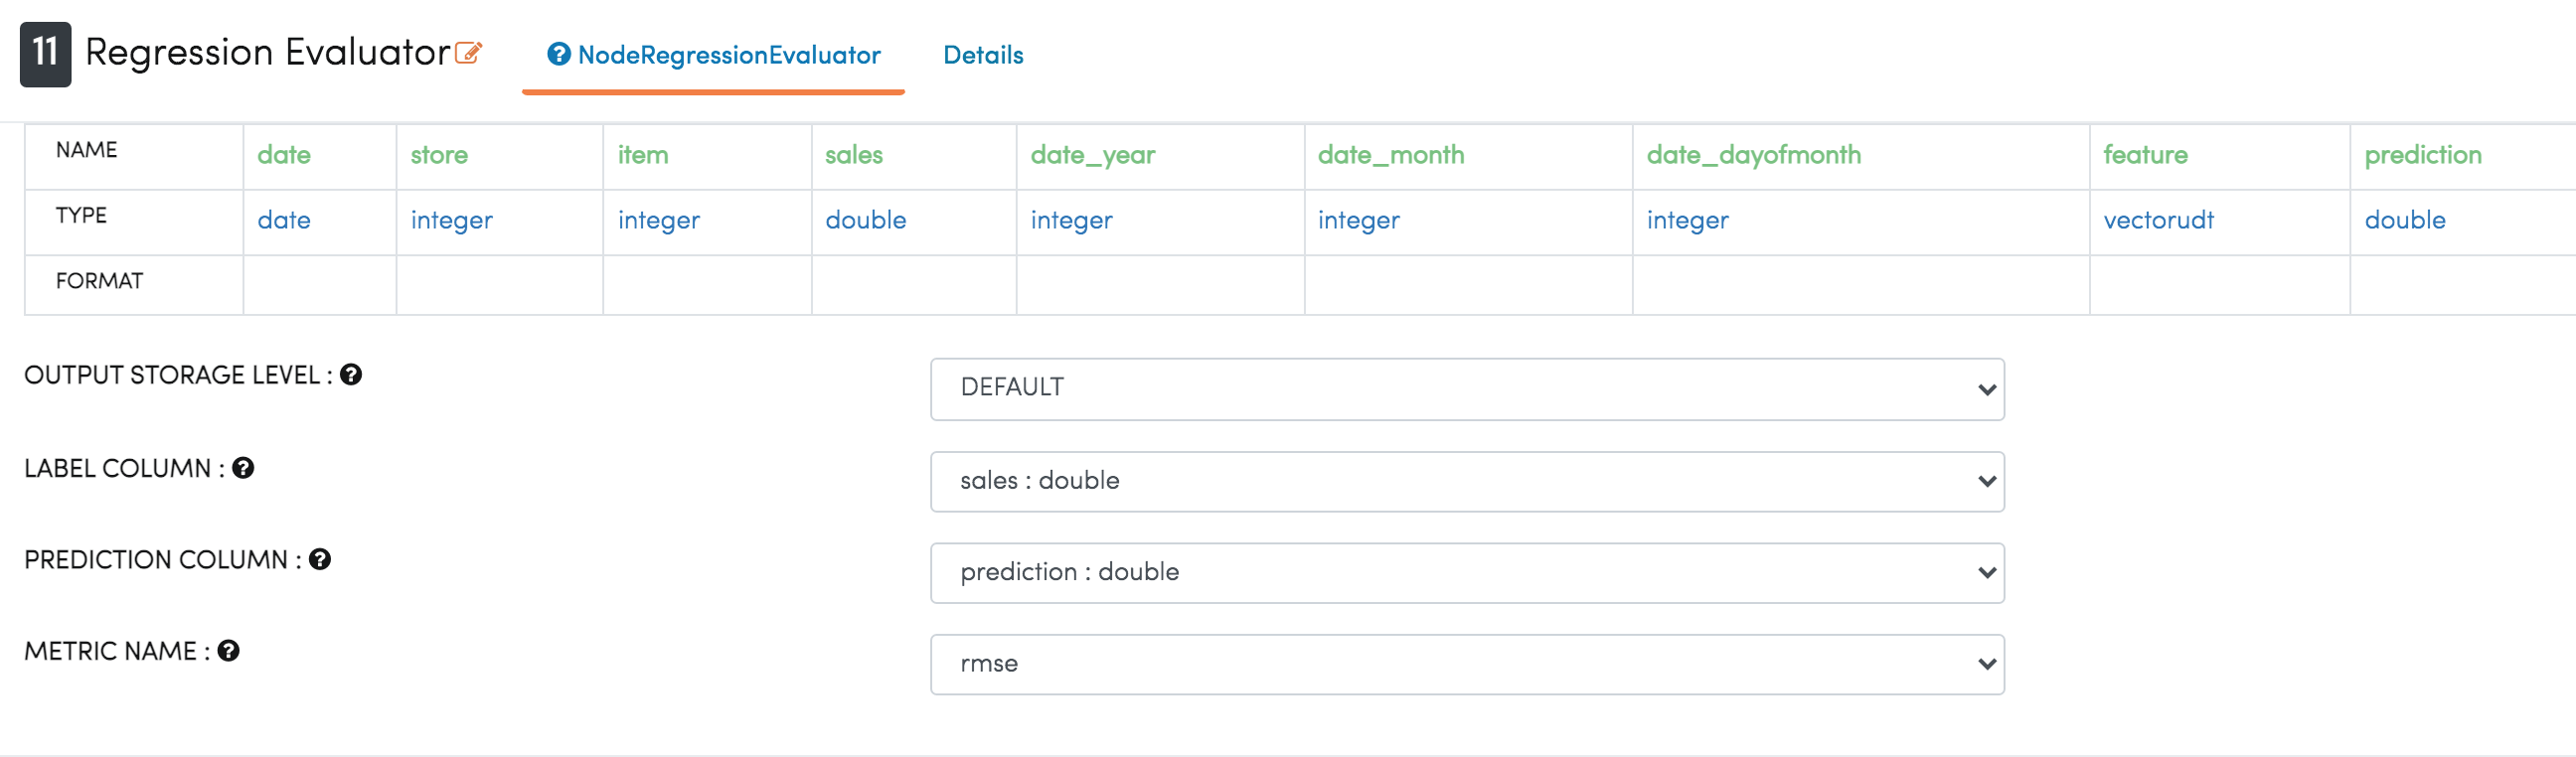 11 Regression Evaluator NodeRegressionEvaluator Details
NAME date store item sales date_year date_month date_dayofmonth feature prediction
TYPE date integer integer double integer integer integer vectorudt double
FORMAT
OUTPUT STORAGE LEVEL : DEFAULT
LABEL COLUMN : sales : double
PREDICTION COLUMN : prediction : double
METRIC NAME : rmse